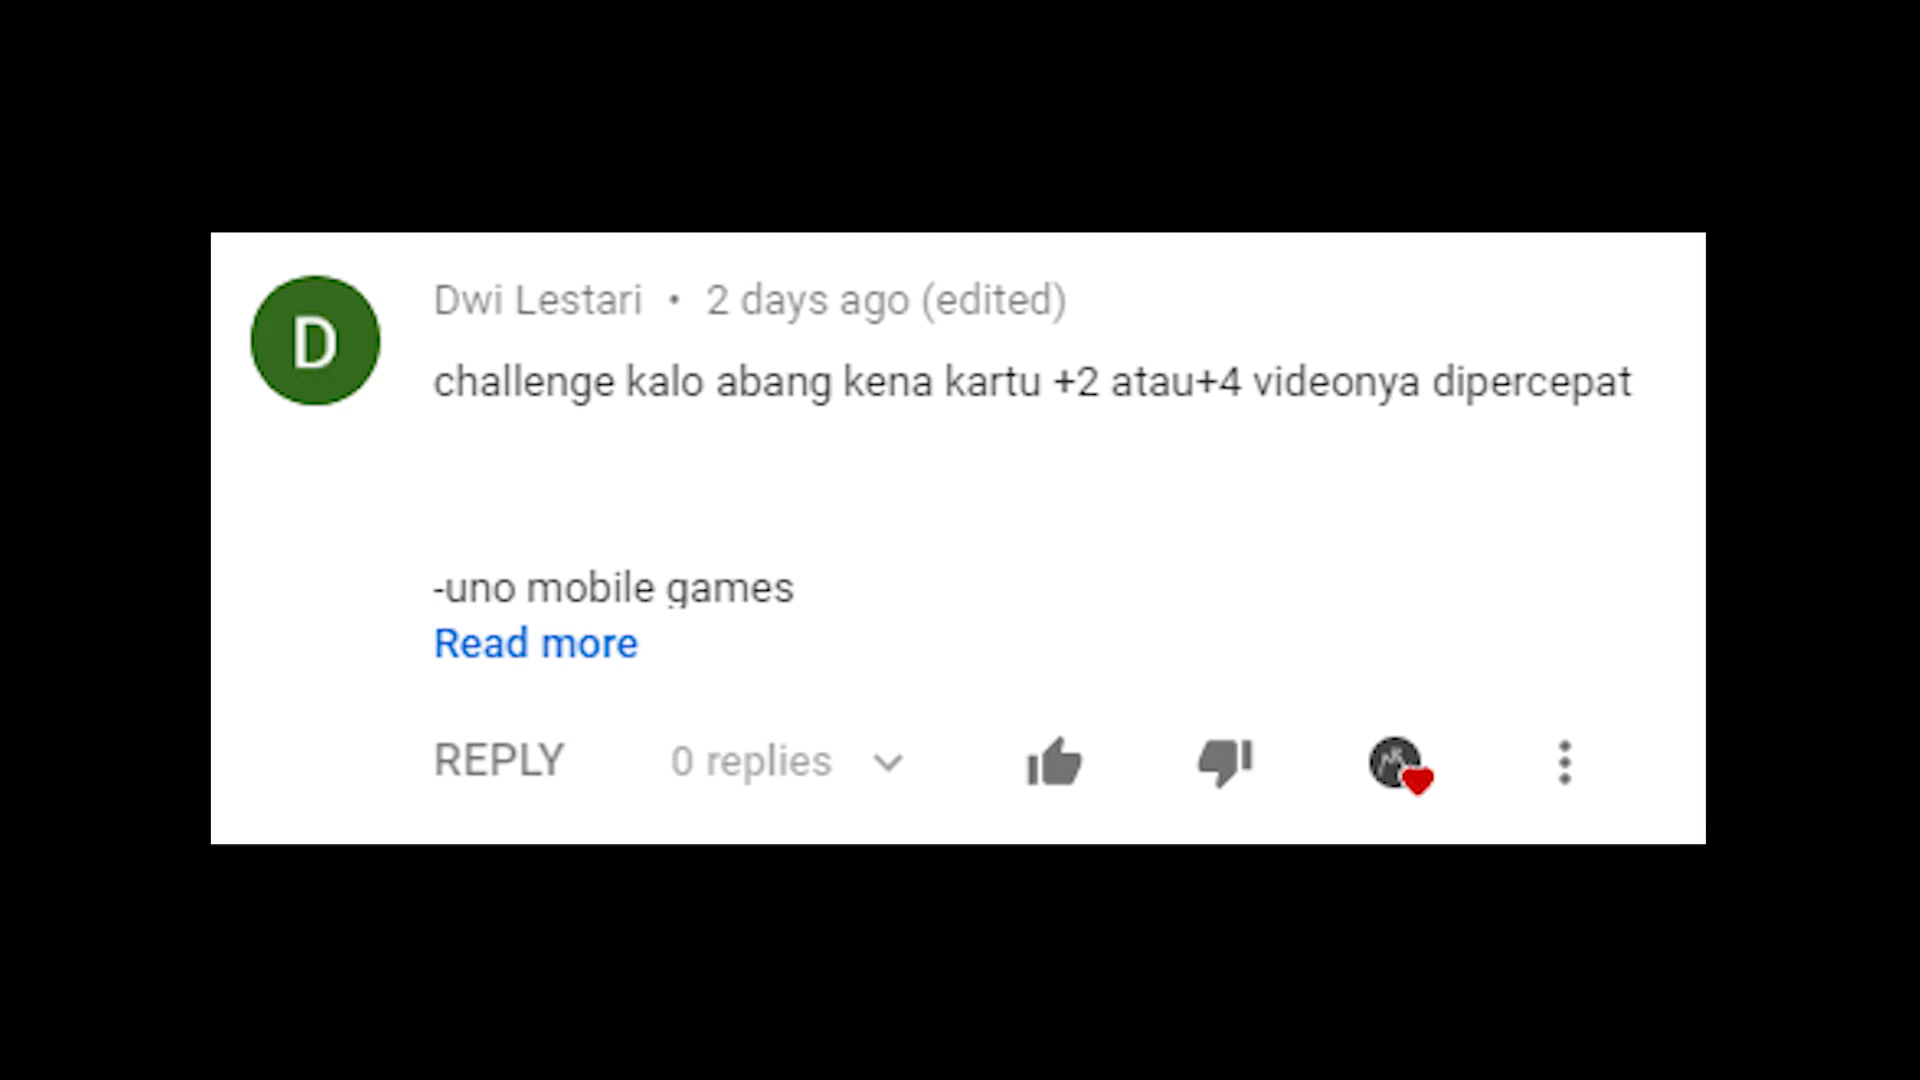 D
Dwi Lestari • 2 days ago (edited)
challenge kalo abang kena kartu +2 atau+4 videonya dipercepat
-uno mobile games
Read more
REPLY 0 replies